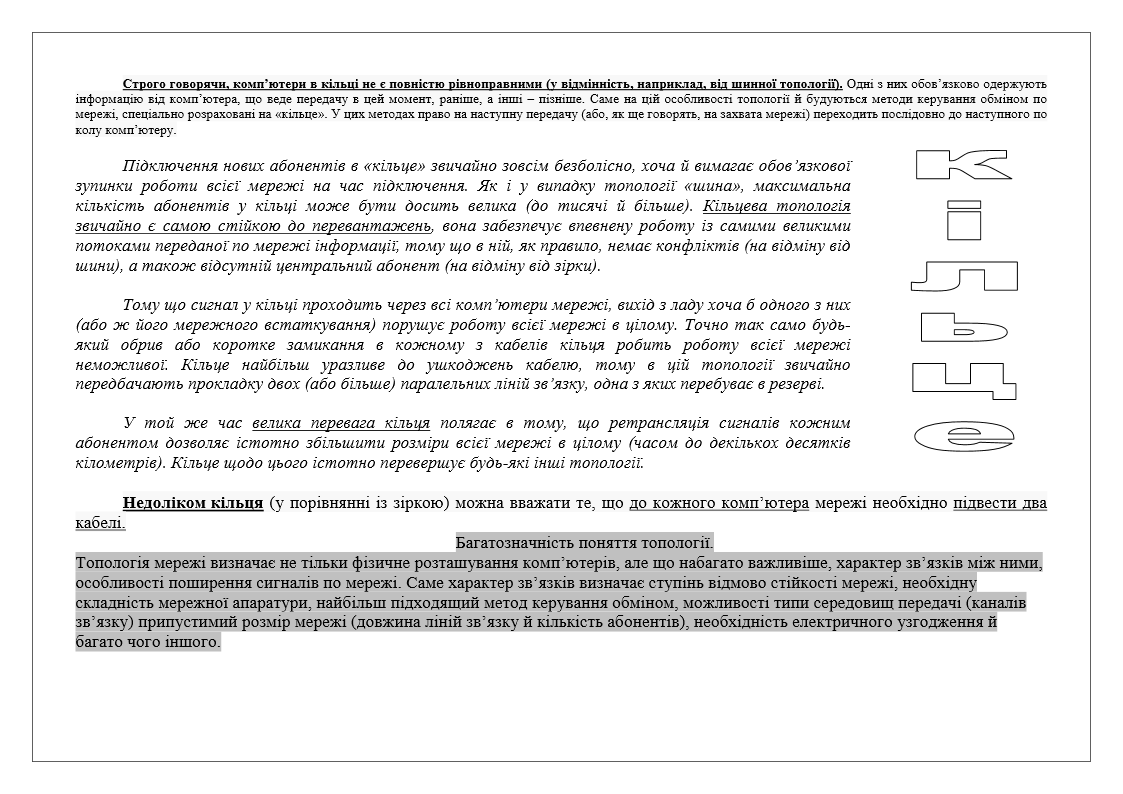 Строго говорячи, комп’ютери в кільці не є повністю рівноправними (у відмінність, наприклад, від шинної топології). Одні з них обов’язково одержують
інформацію від комп’ютера, що веде передачу в цей момент, раніше, а інші – пізніше. Саме на цій особливості топології й будуються методи керування обміном по
мережі, спеціально розраховані на «кільце». У цих методах право на наступну передачу (або, як ще говорять, на захвата мережі) переходить послідовно до наступного по
колу комп’ютеру.
Підключення нових абонентів в «кільце» звичайно зовсім безболісно, хоча й вимагає обов’язкової
зупинки роботи всієї мережі на час підключення. Як і у випадку топології «шина», максимальна
кількість абонентів у кільці може бути досить велика (до тисячі й більше). Кільцева топологія
звичайно є самою стійкою до перевантажень, вона забезпечує впевнену роботу із самими великими
потоками переданої по мережі інформації, тому що в ній, як правило, немає конфліктів (на відміну від
шини), а також відсутній центральний абонент (на відміну від зірки).
Тому що сигнал у кільці проходить через всі комп’ютери мережі, вихід з ладу хоча б одного з них
(або ж його мережного встаткування) порушує роботу всієї мережі в цілому. Точно так само будь-
який обрив або коротке замикання в кожному з кабелів кільця робить роботу всієї мережі
неможливої. Кільце найбільш уразливе до ушкоджень кабелю, тому в цій топології звичайно
передбачають прокладку двох (або більше) паралельних ліній зв’язку, одна з яких перебуває в резерві.
У той же час велика перевага кільця полягає в тому, що ретрансляція сигналів кожним
абонентом дозволяє істотно збільшити розміри всієї мережі в цілому (часом до декількох десятків
кілометрів). Кільце щодо цього істотно перевершує будь-які інші топології.
К
і
л
ь
ц
е
Недоліком кільця (у порівнянні із зіркою) можна вважати те, що до кожного комп’ютера мережі необхідно підвести два
кабелі.
Багатозначність поняття топології.
Топологія мережі визначає не тільки фізичне розташування комп’ютерів, але що набагато важливіше, характер зв’язків між ними,
особливості поширення сигналів по мережі. Саме характер зв’язків визначає ступінь відмово стійкості мережі, необхідну
складність мережної апаратури, найбільш підходящий метод керування обміном, можливості типи середовищ передачі (каналів
зв’язку) припустимий розмір мережі (довжина ліній зв’язку й кількість абонентів), необхідність електричного узгодження й
багато чого іншого.